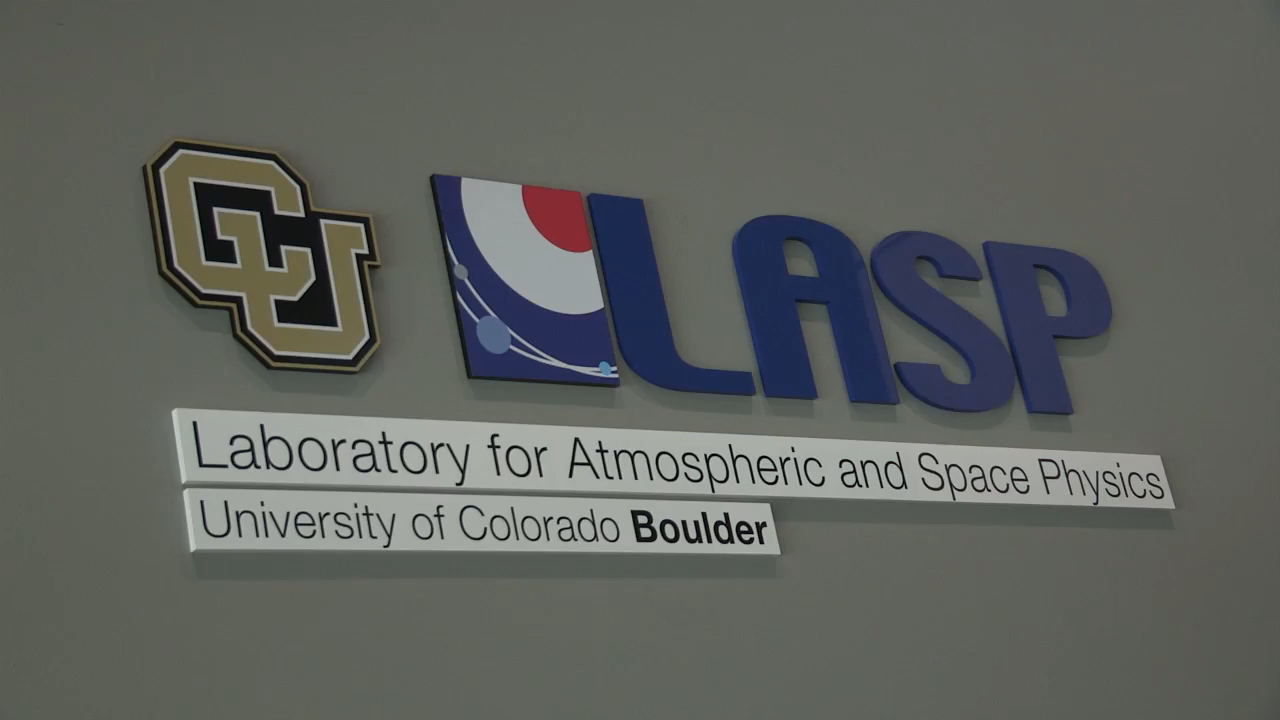 CU LASP
Laboratory for Atmospheric and Space Physics
University of Colorado Boulder